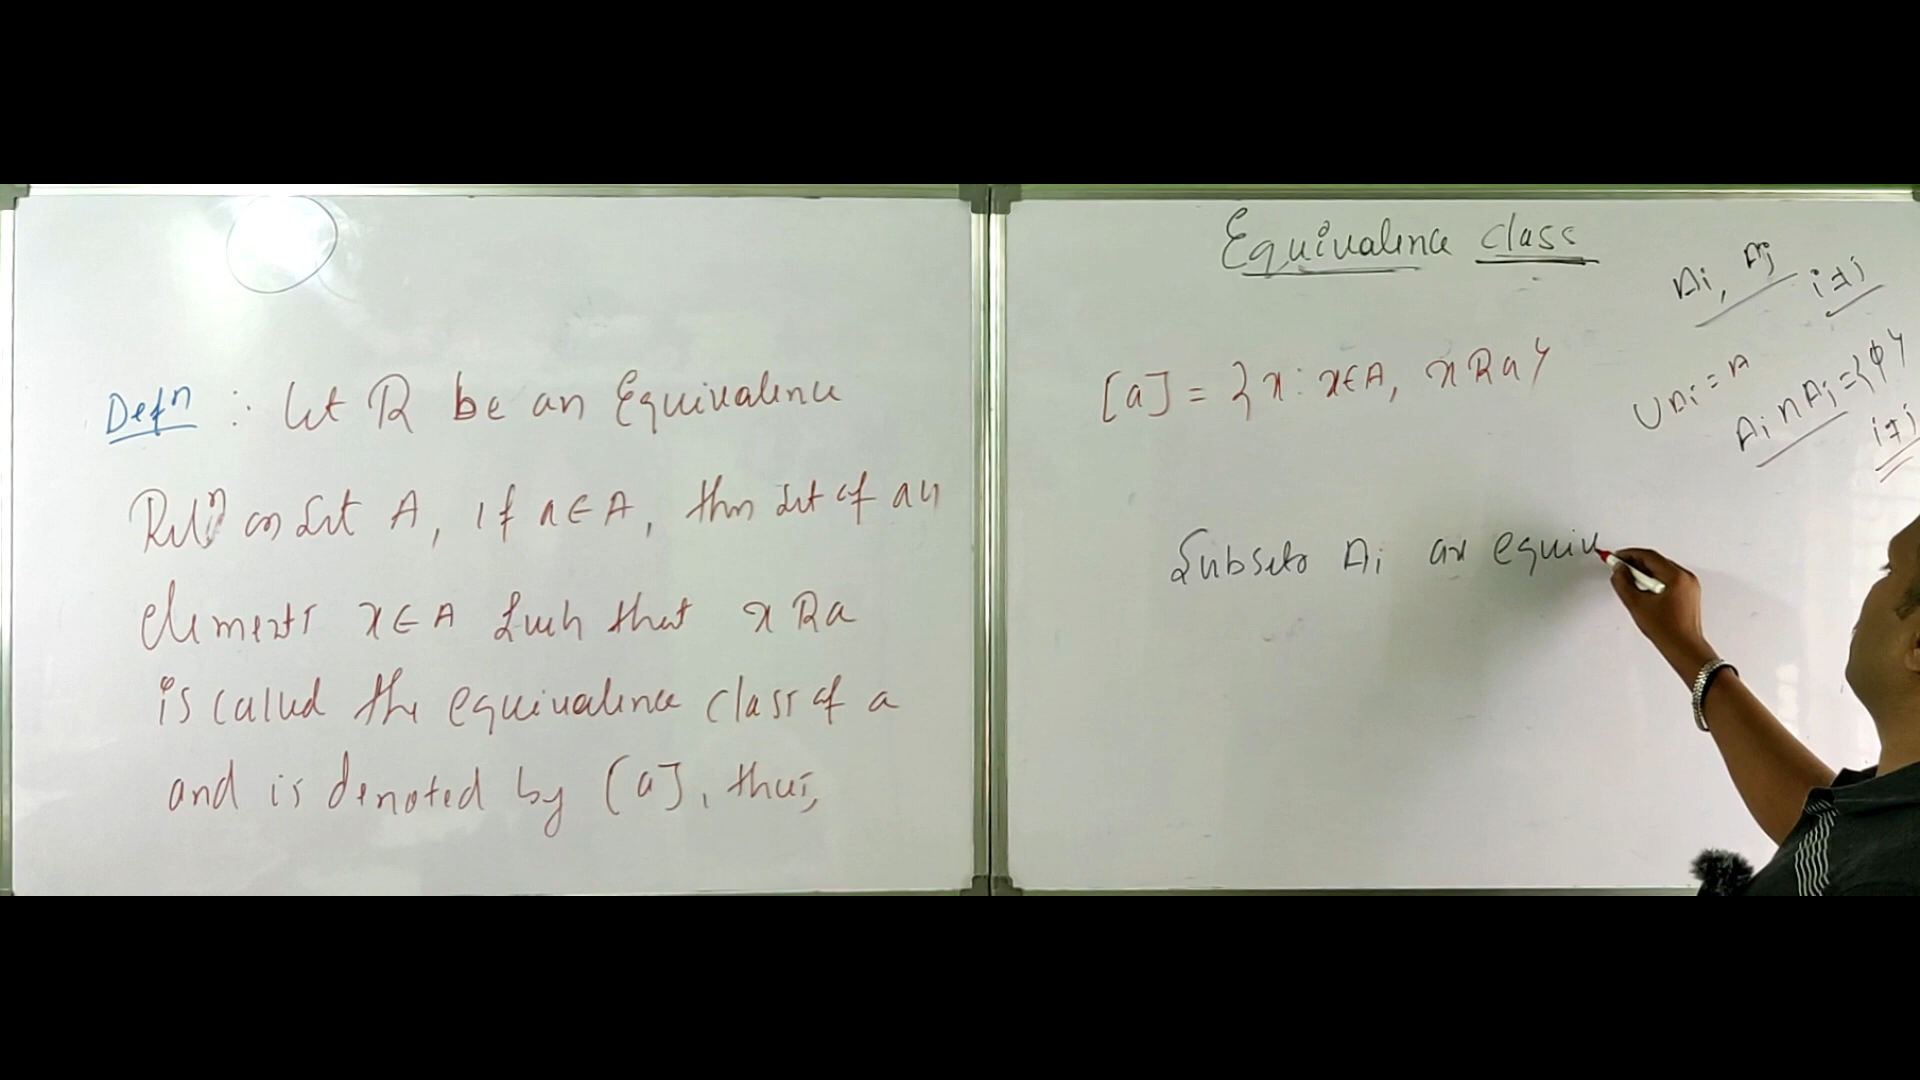 Defn : Let R be an Equivalence
Reln on Set A, if a∈A, then set of all
elements x∈A such that xRa
is called the equivalence class of a
and is denoted by [a], thus,
Equivalence class
[a] = {x: x∈A, xRa}
Ai, Aj i≠j
∪Ai = A
Ai∩Aj = {φ}
i≠j
Subsets Ai are equiv